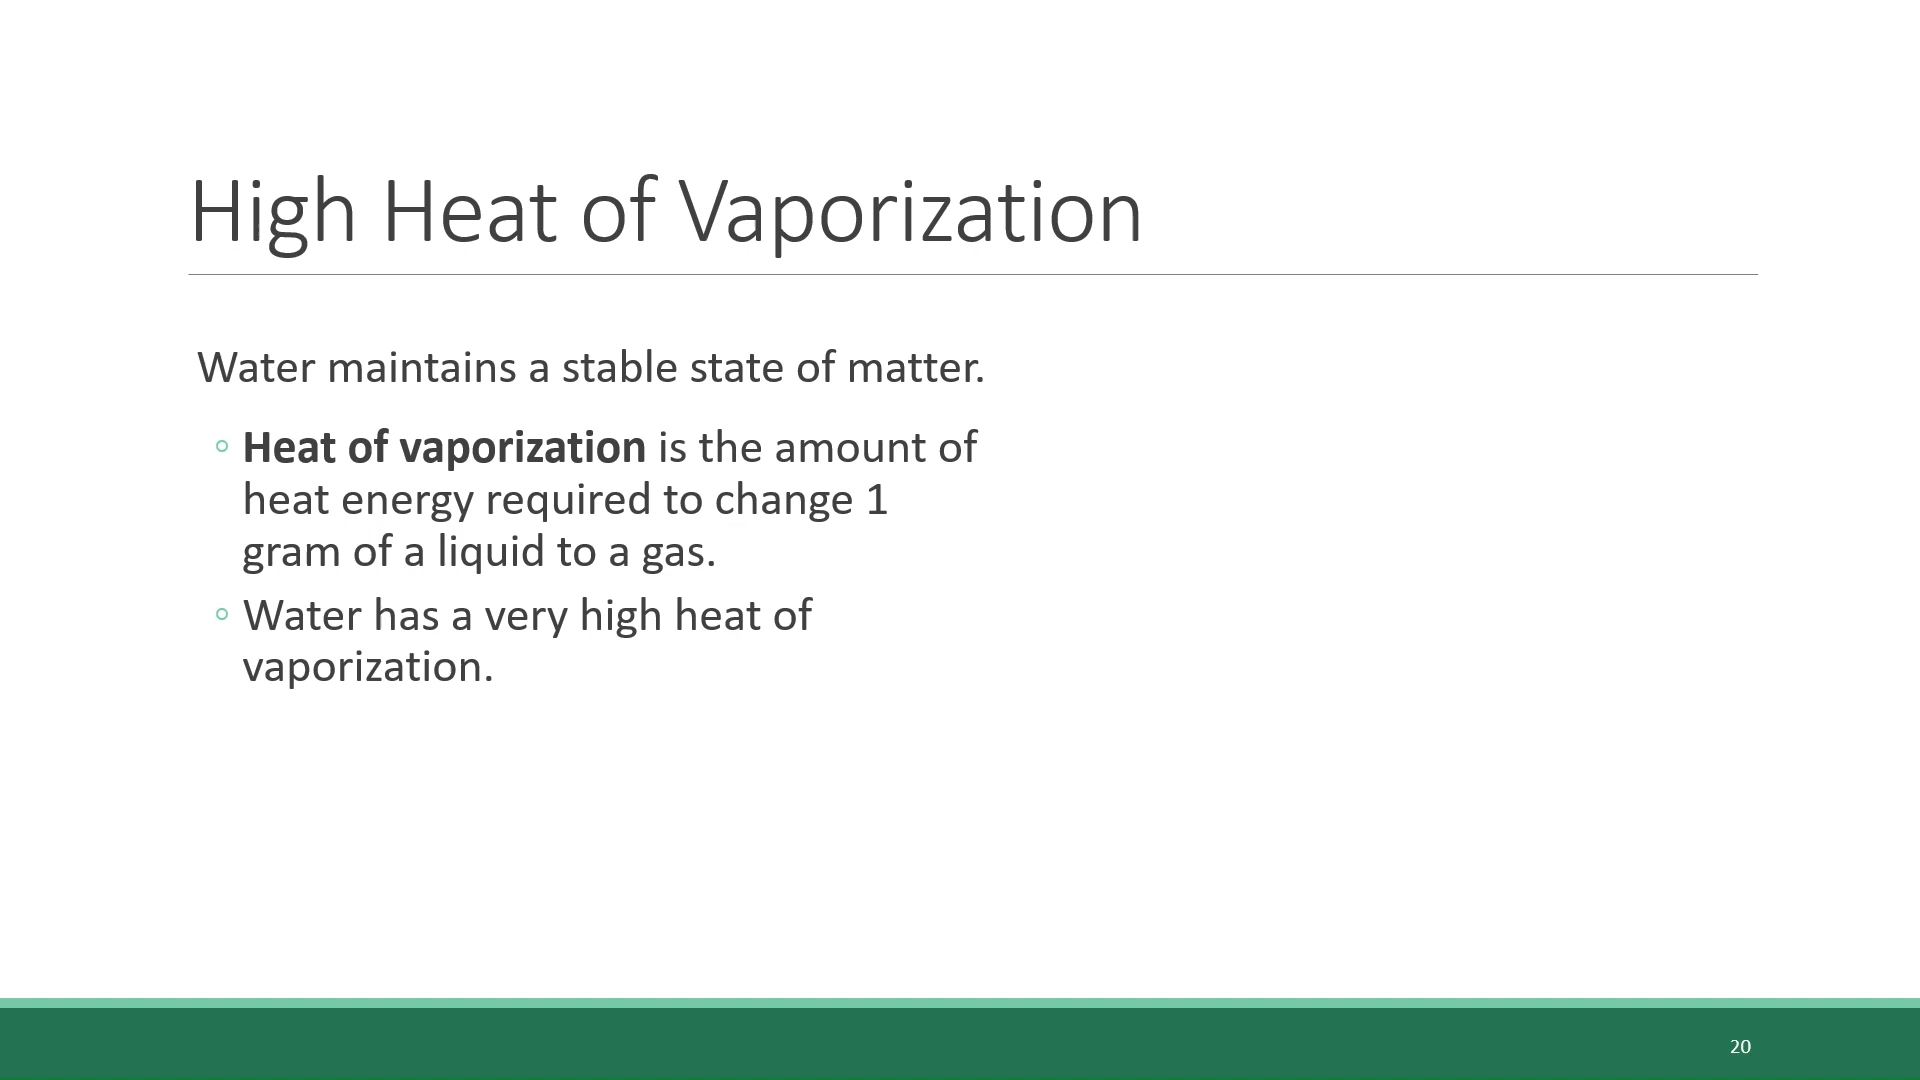 High Heat of Vaporization
Water maintains a stable state of matter.
◦ Heat of vaporization is the amount of
heat energy required to change 1
gram of a liquid to a gas.
◦ Water has a very high heat of
vaporization.
20